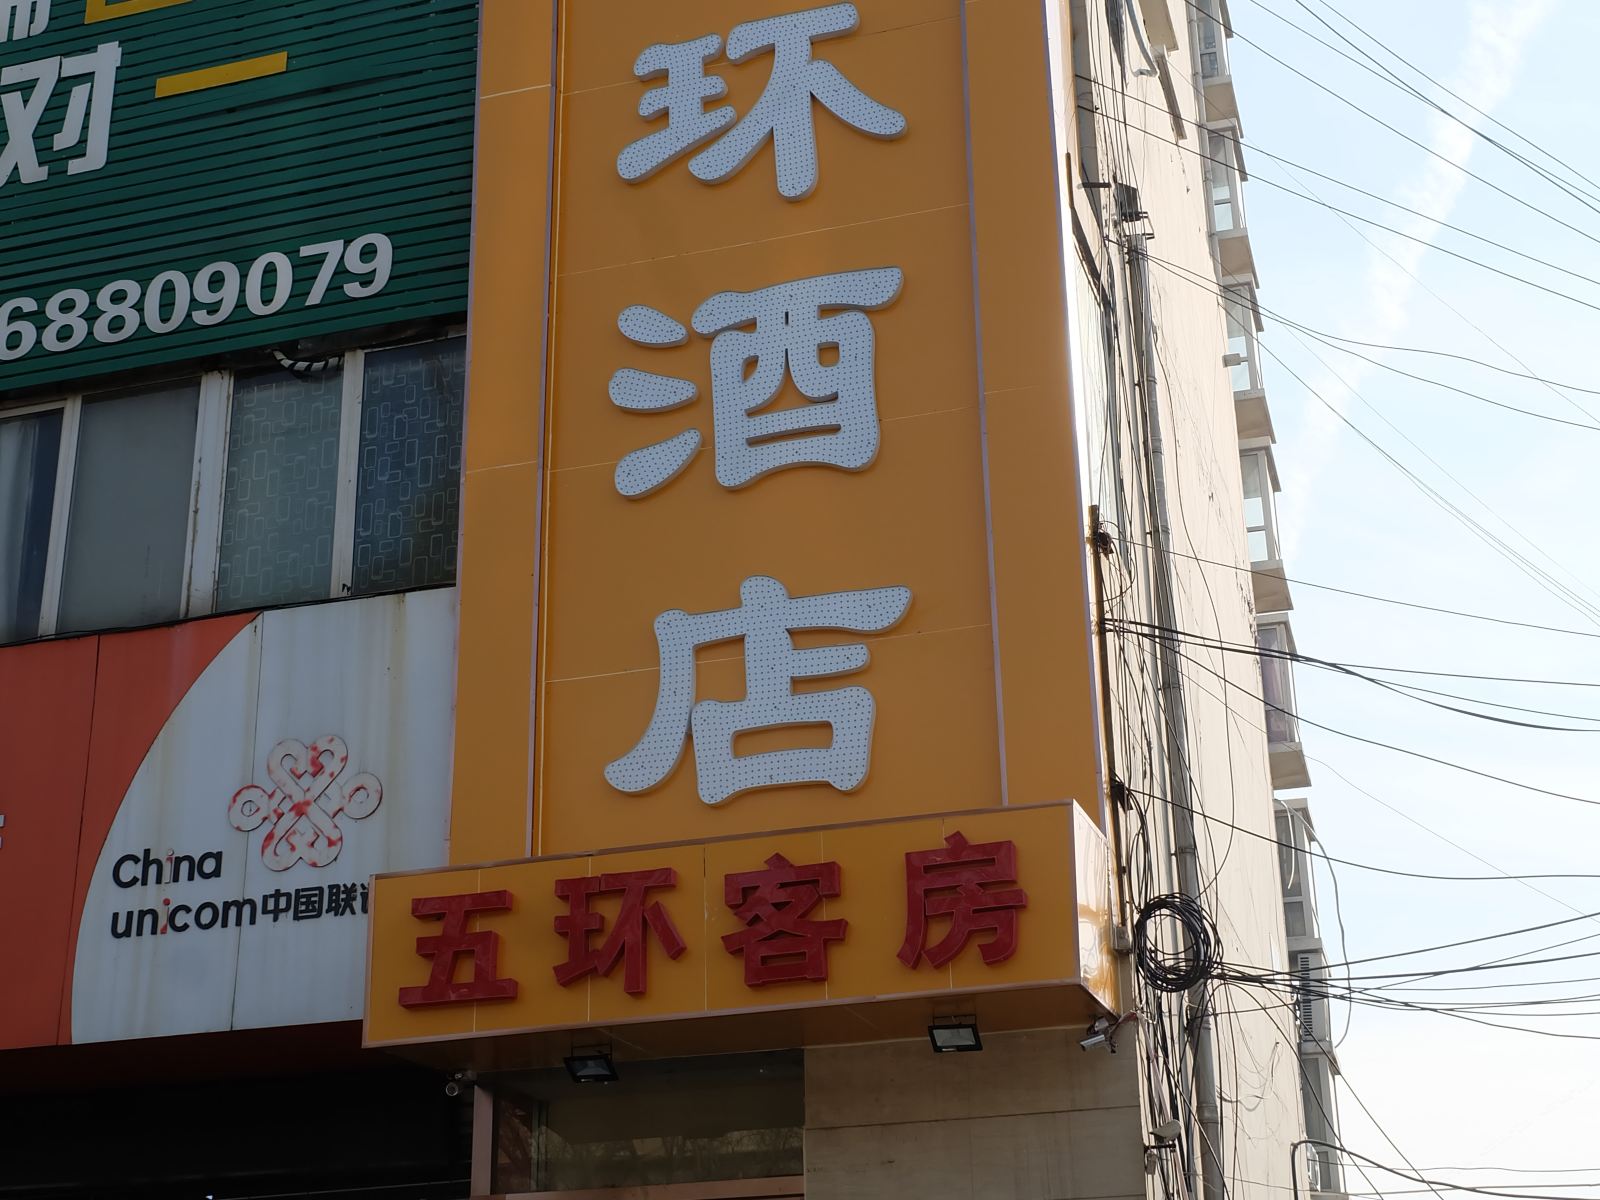 对
68809079
环
酒
店
China
unicom中国联
五环客房